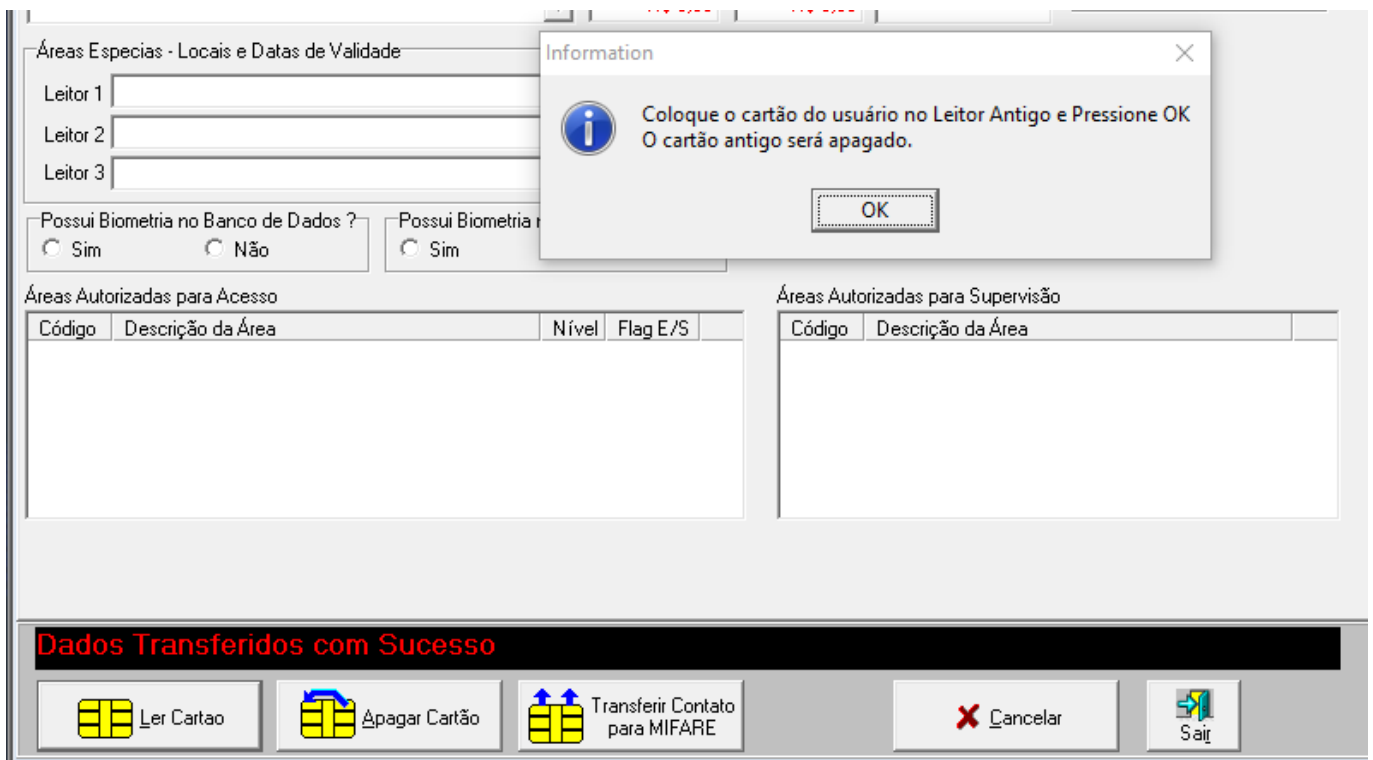 Áreas Especias - Locais e Datas de Validade
Information
Leitor 1
Coloque o cartão do usuário no Leitor Antigo e Pressione OK
O cartão antigo será apagado.
Leitor 2
Leitor 3
OK
Possui Biometria no Banco de Dados ?
Possui Biometria
Sim Não
Sim
Áreas Autorizadas para Acesso
Áreas Autorizadas para Supervisão
Código Descrição da Área Nível Flag E/S
Código Descrição da Área
Dados Transferidos com Sucesso
Ler Cartao
Apagar Cartão
Transferir Contato
para MIFARE
Cancelar
Sair